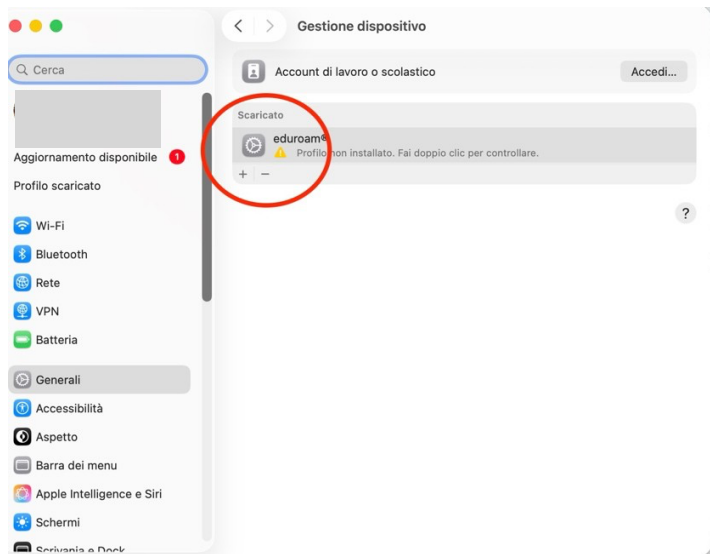 Gestione dispositivo
Cerca
Account di lavoro o scolastico
Accedi...
Scaricato
eduroam®
Profilo non installato. Fai doppio clic per controllare.
+ −
?
Aggiornamento disponibile 1
Profilo scaricato
Wi-Fi
Bluetooth
Rete
VPN
Batteria
Generali
Accessibilità
Aspetto
Barra dei menu
Apple Intelligence e Siri
Schermi
Scrivania e Dock